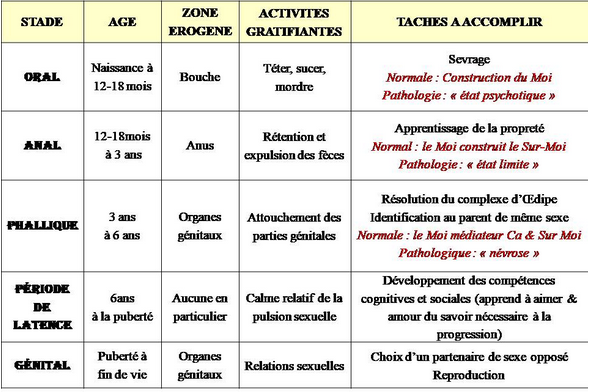 STADE
AGE
ZONE
EROGENE
ACTIVITES
GRATIFIANTES
TACHES A ACCOMPLIR
ORAL
Naissance à
12-18 mois
Bouche
Téter, sucer,
mordre
Sevrage
Normale : Construction du Moi
Pathologie : « état psychotique »
ANAL
12-18mois
à 3 ans
Anus
Rétention et
expulsion des fèces
Apprentissage de la propreté
Normal : le Moi construit le Sur-Moi
Pathologie : « état limite »
PHALLIQUE
3 ans
à 6 ans
Organes
génitaux
Attouchement des
parties génitales
Résolution du complexe d’Œdipe
Identification au parent de même sexe
Normale : le Moi médiateur Ca & Sur Moi
Pathologique : « névrose »
PÉRIODE
DE
LATENCE
6ans
à la puberté
Aucune en
particulier
Calme relatif de la
pulsion sexuelle
Développement des compétences
cognitives et sociales (apprend à aimer &
amour du savoir nécessaire à la
progression)
GÉNITAL
Puberté à
fin de vie
Organes
génitaux
Relations sexuelles
Choix d’un partenaire de sexe opposé
Reproduction